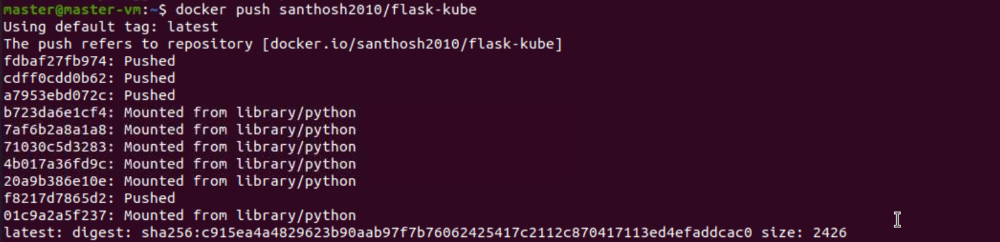 master@master-vm:~$ docker push santhosh2010/flask-kube
Using default tag: latest
The push refers to repository [docker.io/santhosh2010/flask-kube]
fdbaf27fb974: Pushed
cdff0cdd0b62: Pushed
a7953ebd072c: Pushed
b723da6e1cf4: Mounted from library/python
7af6b2a8a1a8: Mounted from library/python
71030c5d3283: Mounted from library/python
4b017a36fd9c: Mounted from library/python
20a9b386e10e: Mounted from library/python
f8217d7865d2: Pushed
01c9a2a5f237: Mounted from library/python
latest: digest: sha256:c915ea4a4829623b90aab97f7b76062425417c2112c870417113ed4efaddcac0 size: 2426